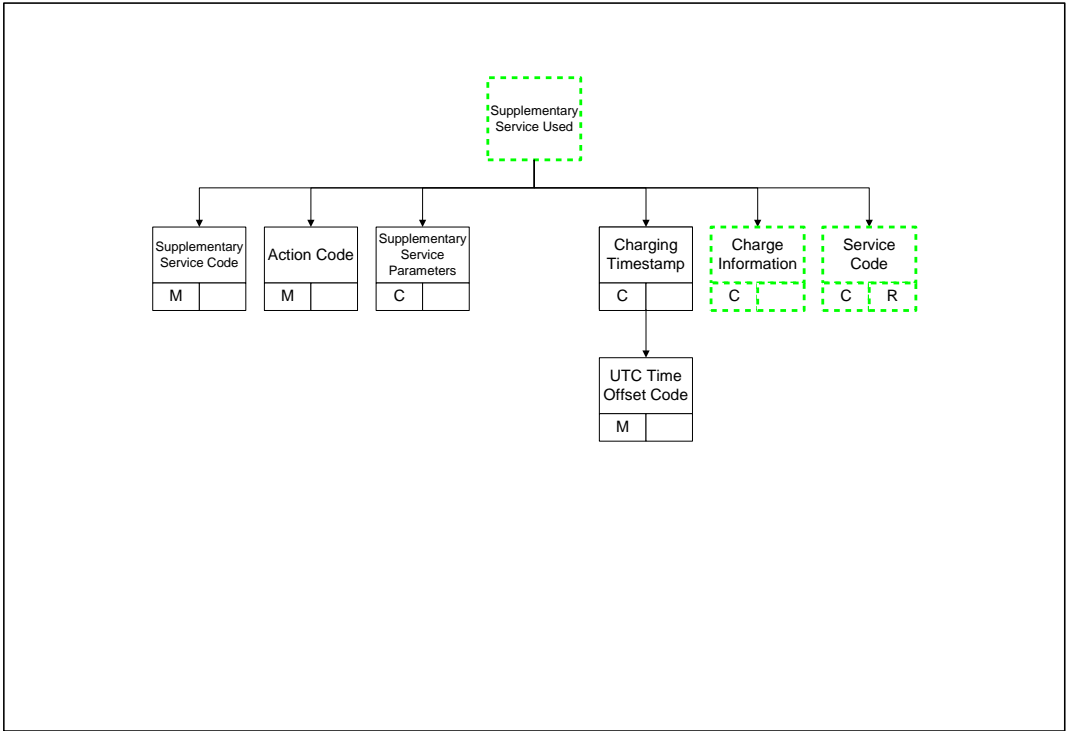 Supplementary
Service Used
Supplementary
Service Code
M
Action Code
M
Supplementary
Service
Parameters
C
Charging
Timestamp
C
Charge
Information
C
Service
Code
C R
UTC Time
Offset Code
M